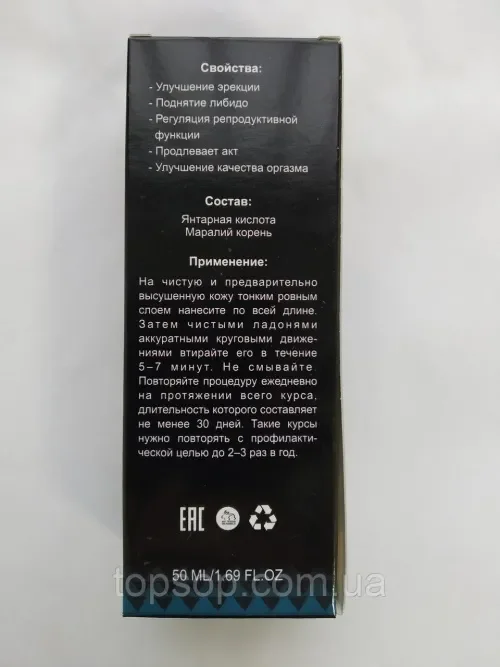 Свойства:
- Улучшение эрекции
- Поднятие либидо
- Регуляция репродуктивной
функции
- Продлевает акт
- Улучшение качества оргазма
Состав:
Янтарная кислота
Маралий корень
Применение:
На чистую и предварительно
высушенную кожу тонким ровным
слоем нанесите по всей длине.
Затем чистыми ладонями
аккуратными круговыми движе-
ниями втирайте его в течение
5–7 минут. Не смывайте.
Повторяйте процедуру ежедневно
на протяжении всего курса,
длительность которого составляет
не менее 30 дней. Такие курсы
нужно повторять с профилакти-
ческой целью до 2–3 раз в год.
EAC
50 ML/1.69 FL.OZ
topsop.com.ua